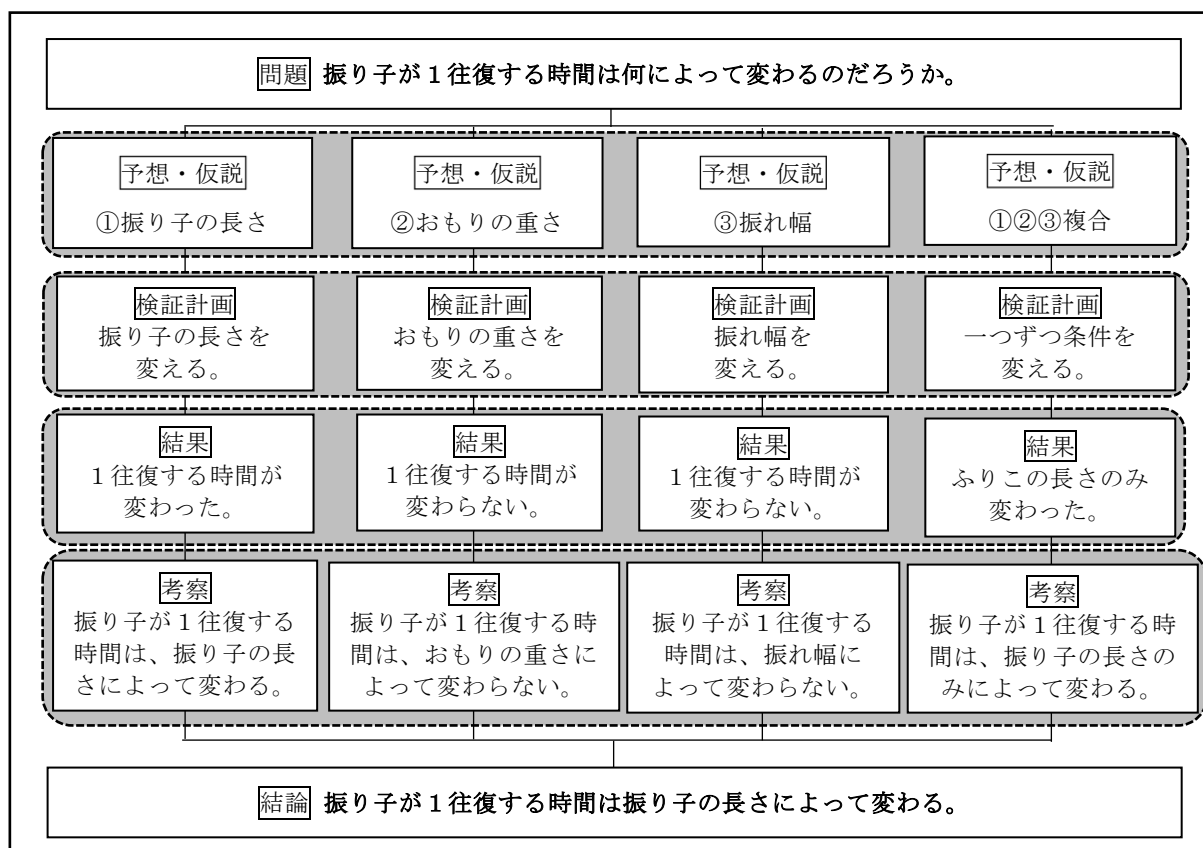 問題 振り子が１往復する時間は何によって変わるのだろうか。
予想・仮説
①振り子の長さ
予想・仮説
②おもりの重さ
予想・仮説
③振れ幅
予想・仮説
①②③複合
検証計画
振り子の長さを
変える。
検証計画
おもりの重さを
変える。
検証計画
振れ幅を
変える。
検証計画
一つずつ条件を
変える。
結果
１往復する時間が
変わった。
結果
１往復する時間が
変わらない。
結果
１往復する時間が
変わらない。
結果
ふりこの長さのみ
変わった。
考察
振り子が１往復する
時間は、振り子の長
さによって変わる。
考察
振り子が１往復する時
間は、おもりの重さに
よって変わらない。
考察
振り子が１往復する
時間は、振れ幅に
よって変わらない。
考察
振り子が１往復する時
間は、振り子の長さの
みによって変わる。
結論 振り子が１往復する時間は振り子の長さによって変わる。